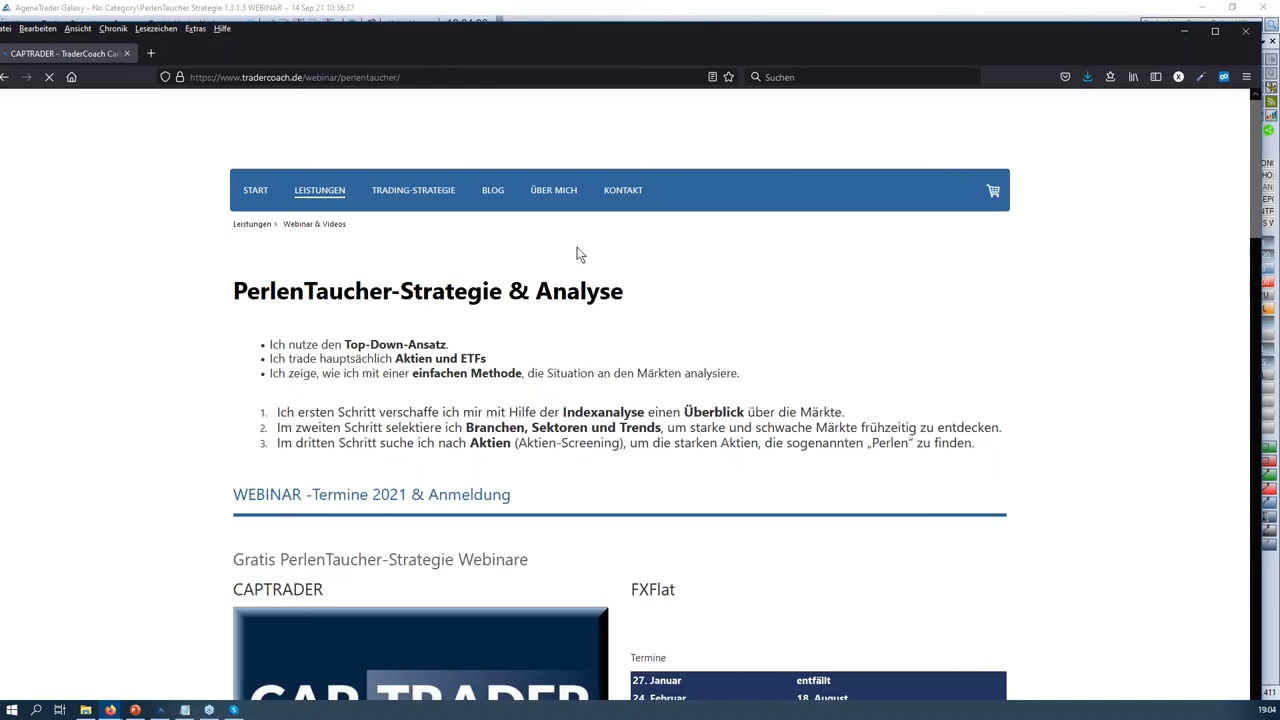 AgenaTrader Galaxy - No Category\PerlenTaucher Strategie 1.3.1.3 WEBINAR ~ 14 Sep 21 10:36:37
Bearbeiten Ansicht Chronik Lesezeichen Extras Hilfe
CAPTRADER - TraderCoach
https://www.tradercoach.de/webinar/perlentaucher/
Suchen
START LEISTUNGEN TRADING-STRATEGIE BLOG ÜBER MICH KONTAKT
Leistungen › Webinar & Videos
PerlenTaucher-Strategie & Analyse
• Ich nutze den Top-Down-Ansatz.
• Ich trade hauptsächlich Aktien und ETFs
• Ich zeige, wie ich mit einer einfachen Methode, die Situation an den Märkten analysiere.
1. Ich ersten Schritt verschaffe ich mir mit Hilfe der Indexanalyse einen Überblick über die Märkte.
2. Im zweiten Schritt selektiere ich Branchen, Sektoren und Trends, um starke und schwache Märkte frühzeitig zu entdecken.
3. Im dritten Schritt suche ich nach Aktien (Aktien-Screening), um die starken Aktien, die sogenannten „Perlen“ zu finden.
WEBINAR -Termine 2021 & Anmeldung
Gratis PerlenTaucher-Strategie Webinare
CAPTRADER
FXFlat
Termine
27. Januar entfällt
24. Februar 18. August
CAPTRADER
19:04